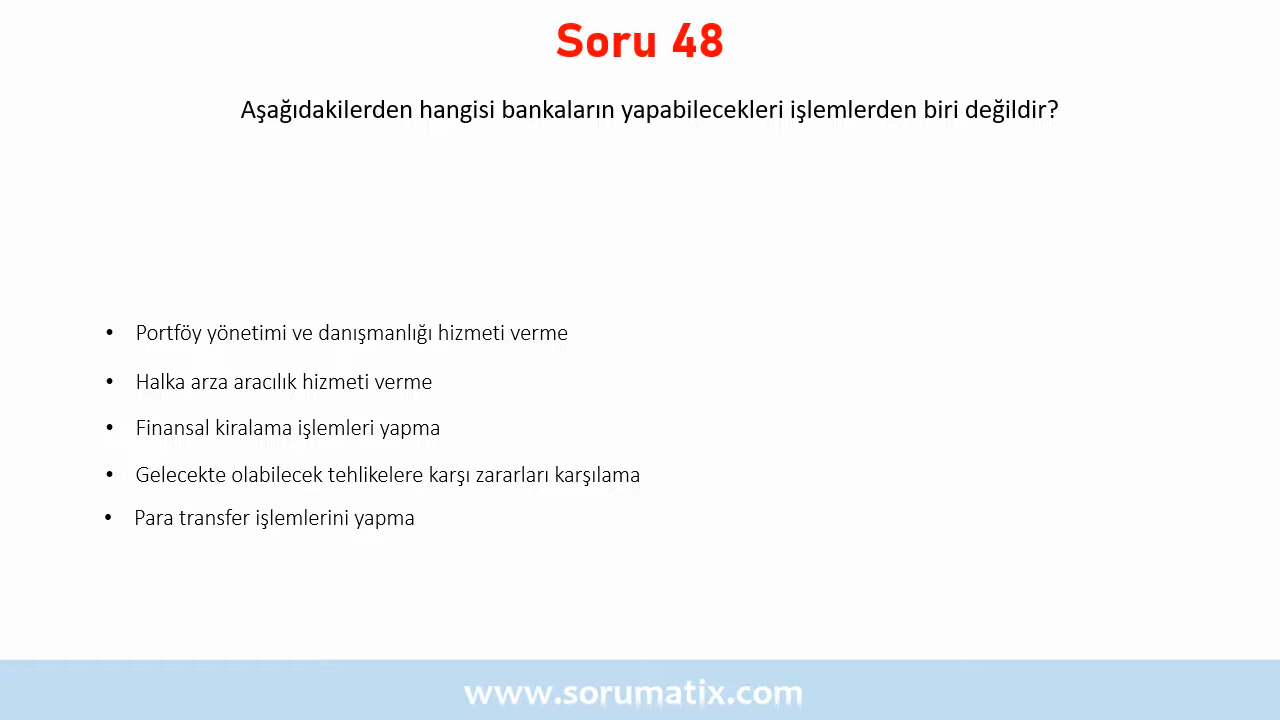 Soru 48
Aşağıdakilerden hangisi bankaların yapabilecekleri işlemlerden biri değildir?
• Portföy yönetimi ve danışmanlığı hizmeti verme
• Halka arza aracılık hizmeti verme
• Finansal kiralama işlemleri yapma
• Gelecekte olabilecek tehlikelere karşı zararları karşılama
• Para transfer işlemlerini yapma
www.sorumatix.com